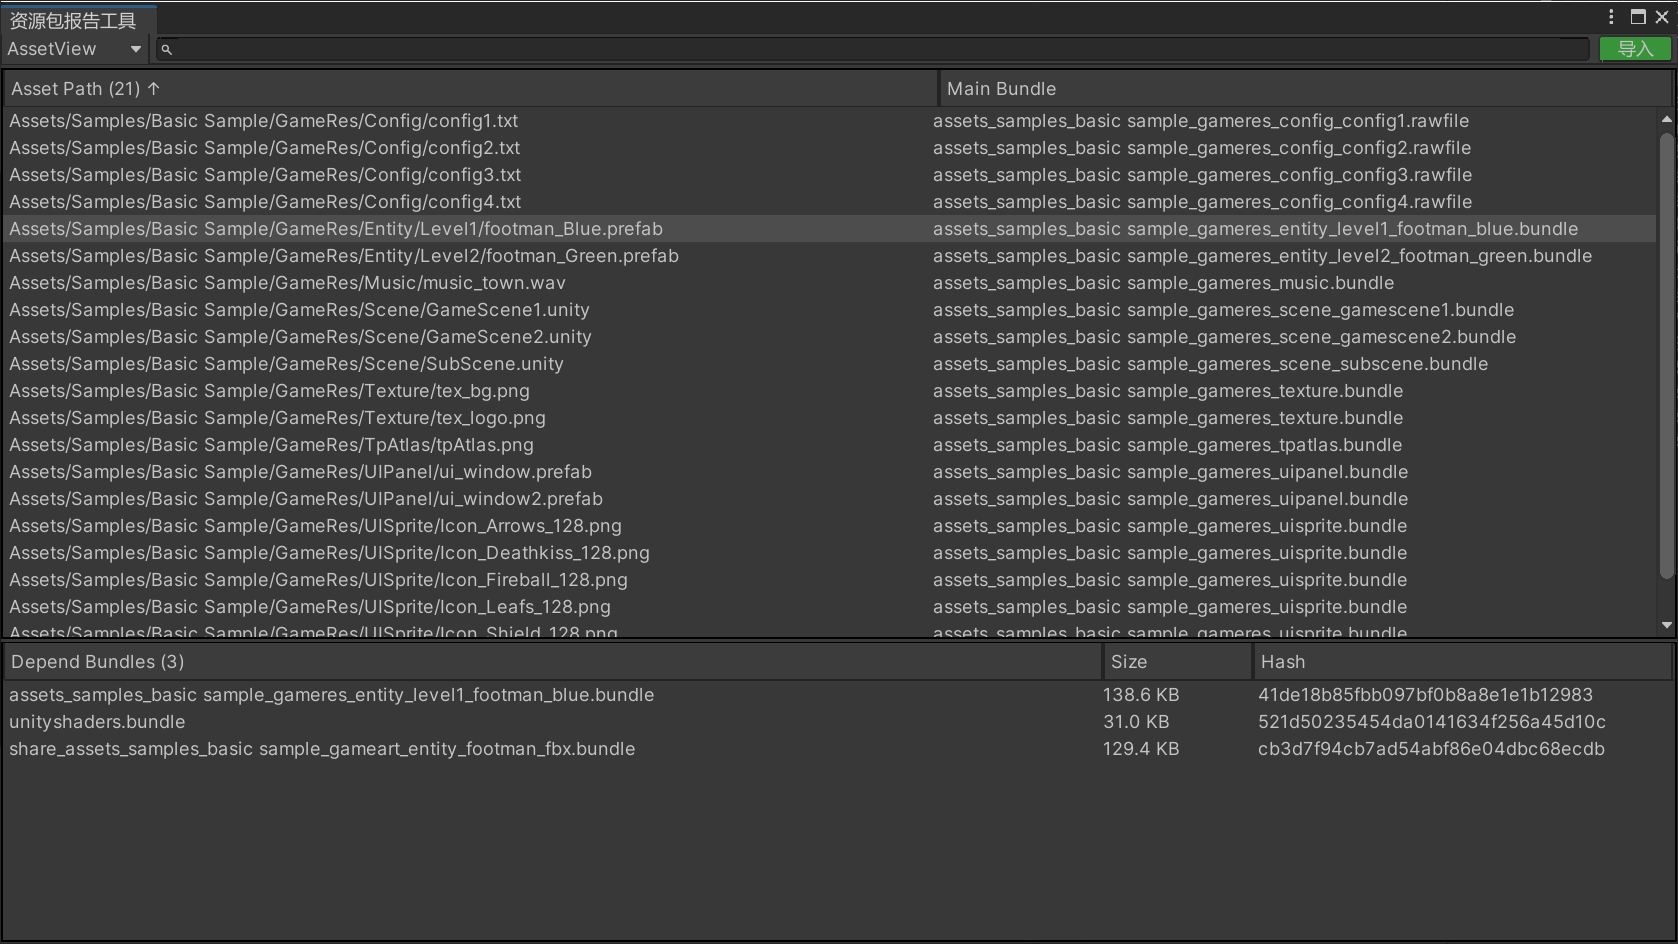 资源包报告工具
AssetView
导入
Asset Path (21) ↑ Main Bundle
Assets/Samples/Basic Sample/GameRes/Config/config1.txt assets_samples_basic sample_gameres_config_config1.rawfile
Assets/Samples/Basic Sample/GameRes/Config/config2.txt assets_samples_basic sample_gameres_config_config2.rawfile
Assets/Samples/Basic Sample/GameRes/Config/config3.txt assets_samples_basic sample_gameres_config_config3.rawfile
Assets/Samples/Basic Sample/GameRes/Config/config4.txt assets_samples_basic sample_gameres_config_config4.rawfile
Assets/Samples/Basic Sample/GameRes/Entity/Level1/footman_Blue.prefab assets_samples_basic sample_gameres_entity_level1_footman_blue.bundle
Assets/Samples/Basic Sample/GameRes/Entity/Level2/footman_Green.prefab assets_samples_basic sample_gameres_entity_level2_footman_green.bundle
Assets/Samples/Basic Sample/GameRes/Music/music_town.wav assets_samples_basic sample_gameres_music.bundle
Assets/Samples/Basic Sample/GameRes/Scene/GameScene1.unity assets_samples_basic sample_gameres_scene_gamescene1.bundle
Assets/Samples/Basic Sample/GameRes/Scene/GameScene2.unity assets_samples_basic sample_gameres_scene_gamescene2.bundle
Assets/Samples/Basic Sample/GameRes/Scene/SubScene.unity assets_samples_basic sample_gameres_scene_subscene.bundle
Assets/Samples/Basic Sample/GameRes/Texture/tex_bg.png assets_samples_basic sample_gameres_texture.bundle
Assets/Samples/Basic Sample/GameRes/Texture/tex_logo.png assets_samples_basic sample_gameres_texture.bundle
Assets/Samples/Basic Sample/GameRes/TpAtlas/tpAtlas.png assets_samples_basic sample_gameres_tpatlas.bundle
Assets/Samples/Basic Sample/GameRes/UIPanel/ui_window.prefab assets_samples_basic sample_gameres_uipanel.bundle
Assets/Samples/Basic Sample/GameRes/UIPanel/ui_window2.prefab assets_samples_basic sample_gameres_uipanel.bundle
Assets/Samples/Basic Sample/GameRes/UISprite/Icon_Arrows_128.png assets_samples_basic sample_gameres_uisprite.bundle
Assets/Samples/Basic Sample/GameRes/UISprite/Icon_Deathkiss_128.png assets_samples_basic sample_gameres_uisprite.bundle
Assets/Samples/Basic Sample/GameRes/UISprite/Icon_Fireball_128.png assets_samples_basic sample_gameres_uisprite.bundle
Assets/Samples/Basic Sample/GameRes/UISprite/Icon_Leafs_128.png assets_samples_basic sample_gameres_uisprite.bundle
Assets/Samples/Basic Sample/GameRes/UISprite/Icon_Shield_128.png assets_samples_basic sample_gameres_uisprite.bundle
Depend Bundles (3) Size Hash
assets_samples_basic sample_gameres_entity_level1_footman_blue.bundle 138.6 KB 41de18b85fbb097bf0b8a8e1e1b12983
unityshaders.bundle 31.0 KB 521d50235454da0141634f256a45d10c
share_assets_samples_basic sample_gameart_entity_footman_fbx.bundle 129.4 KB cb3d7f94cb7ad54abf86e04dbc68ecdb